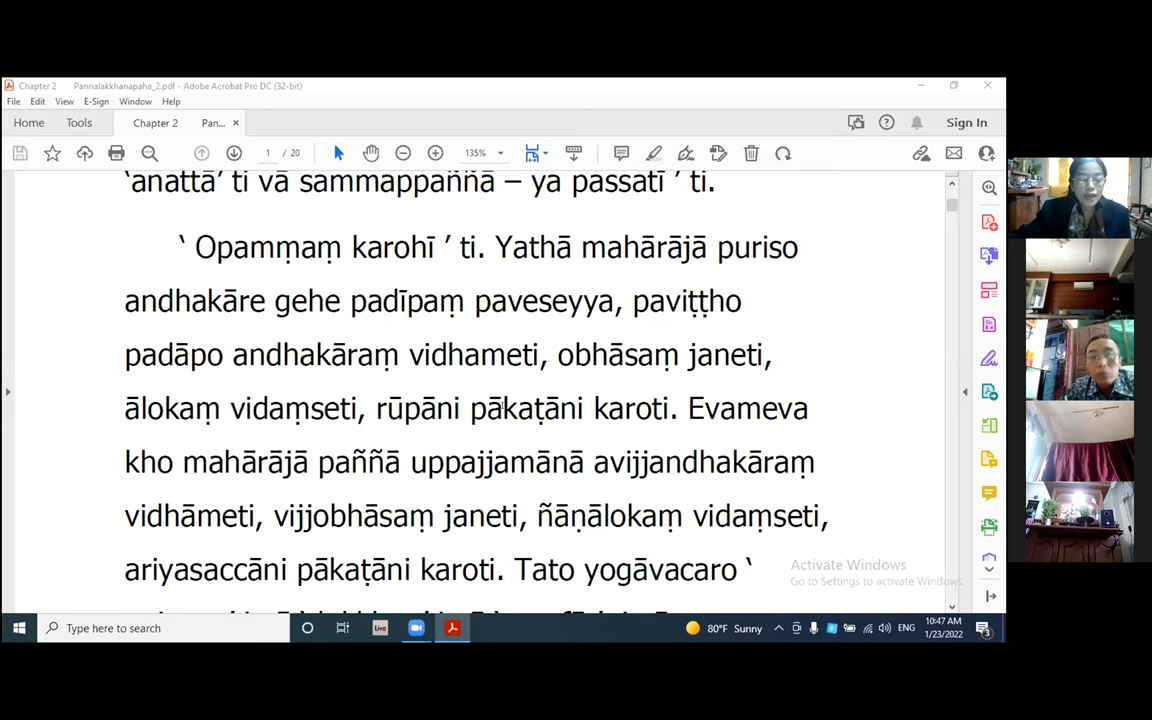 Chapter 2 Pannalakkhanapaha_2.pdf - Adobe Acrobat Pro DC (32-bit)
File Edit View E-Sign Window Help
Home Tools Chapter 2 Pan... × Sign In
1 / 20 135%
‘anattā’ ti vā sammappaññā – ya passatī ’ ti.
‘ Opamṃaṃ karohī ’ ti. Yathā mahārājā puriso
andhakāre gehe padīpaṃ paveseyya, paviṭṭho
padāpo andhakāraṃ vidhameti, obhāsaṃ janeti,
ālokaṃ vidaṃseti, rūpāni pākaṭāni karoti. Evameva
kho mahārājā paññā uppajjamānā avijjandhakāraṃ
vidhāmeti, vijjobhāsaṃ janeti, ñāṇālokaṃ vidaṃseti,
ariyasaccāni pākaṭāni karoti. Tato yogāvacaro ‘
Activate Windows
Go to Settings to activate Windows.
Type here to search
Live
80°F Sunny
ENG
10:47 AM
1/23/2022
3